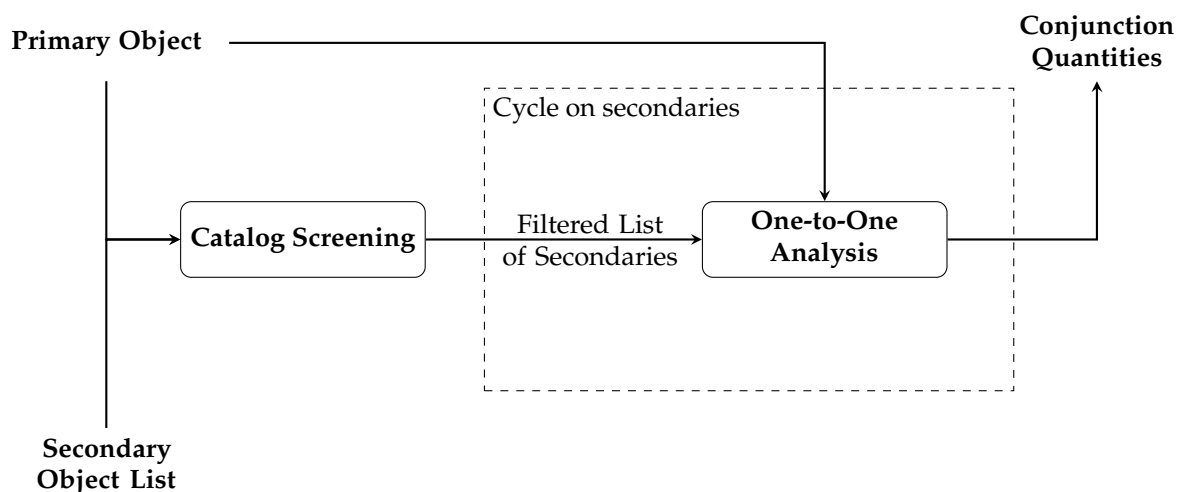 Primary Object
Conjunction
Quantities
Cycle on secondaries
Catalog Screening
Filtered List
of Secondaries
One-to-One
Analysis
Secondary
Object List